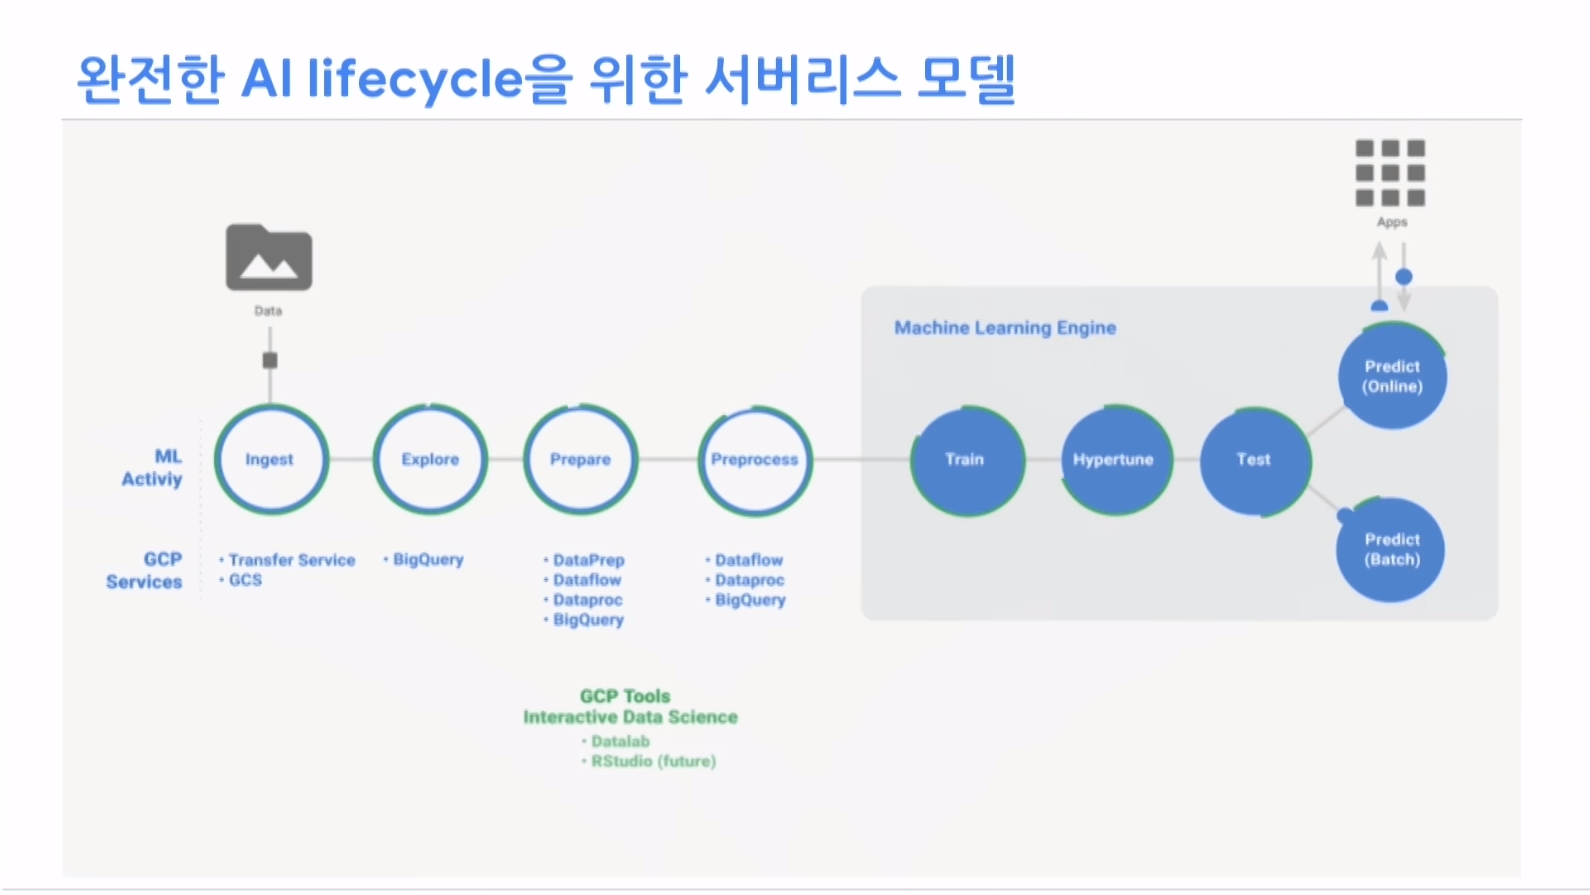 완전한 AI lifecycle을 위한 서버리스 모델
Apps
Data
Machine Learning Engine
Predict
(Online)
ML
Activiy
Ingest
Explore
Prepare
Preprocess
Train
Hypertune
Test
Predict
(Batch)
GCP
Services
• Transfer Service
• GCS
• BigQuery
• DataPrep
• Dataflow
• Dataproc
• BigQuery
• Dataflow
• Dataproc
• BigQuery
GCP Tools
Interactive Data Science
• Datalab
• RStudio (future)